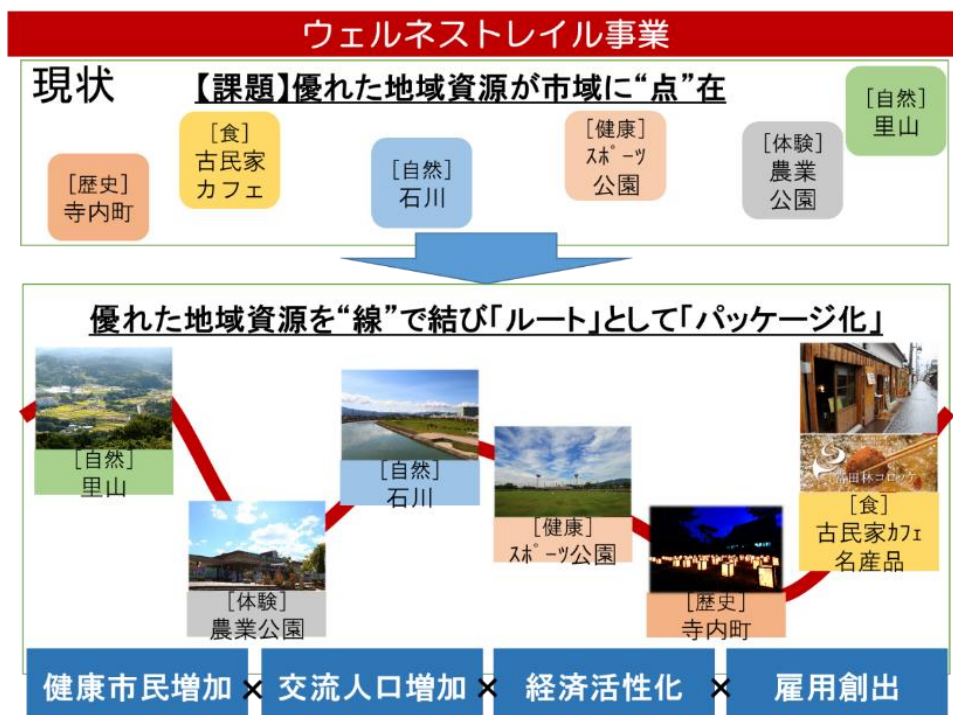 ウェルネストレイル事業
現状
【課題】優れた地域資源が市域に“点”在
[歴史]
寺内町
[食]
古民家
カフェ
[自然]
石川
[健康]
ｽﾎﾟｰﾂ
公園
[体験]
農業
公園
[自然]
里山
優れた地域資源を“線”で結び「ルート」として「パッケージ化」
[自然]
里山
[体験]
農業公園
[自然]
石川
[健康]
ｽﾎﾟｰﾂ公園
[歴史]
寺内町
富田林コロッケ
[食]
古民家ｶﾌｪ
名産品
健康市民増加 × 交流人口増加 × 経済活性化 × 雇用創出